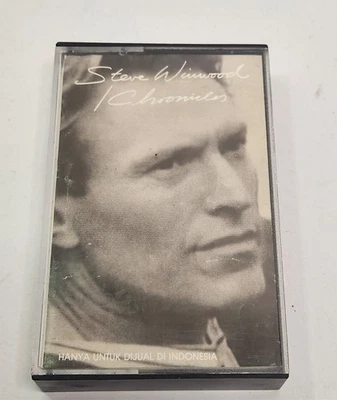 Steve Winwood
/Chronicles
HANYA UNTUK DIJUAL DI INDONESIA